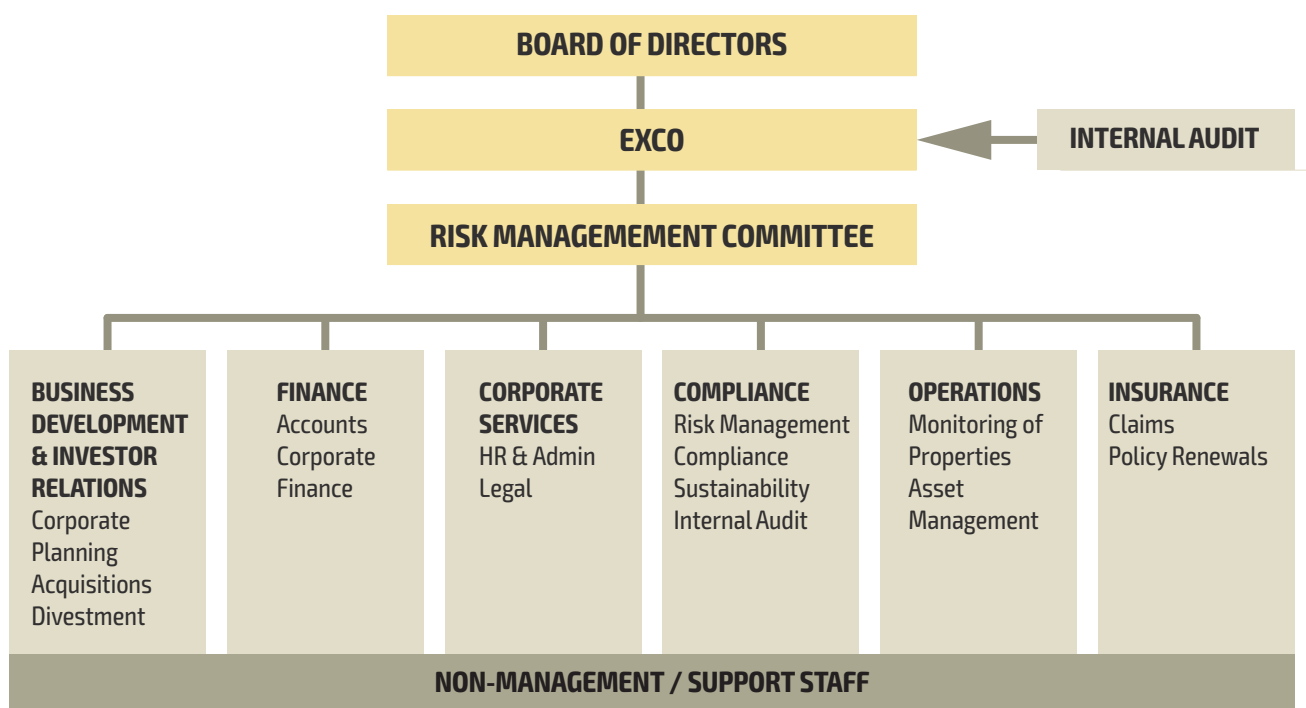 BOARD OF DIRECTORS
EXCO
INTERNAL AUDIT
RISK MANAGEMEMENT COMMITTEE
BUSINESS
DEVELOPMENT
& INVESTOR
RELATIONS
Corporate
Planning
Acquisitions
Divestment
FINANCE
Accounts
Corporate
Finance
CORPORATE
SERVICES
HR & Admin
Legal
COMPLIANCE
Risk Management
Compliance
Sustainability
Internal Audit
OPERATIONS
Monitoring of
Properties
Asset
Management
INSURANCE
Claims
Policy Renewals
NON-MANAGEMENT / SUPPORT STAFF